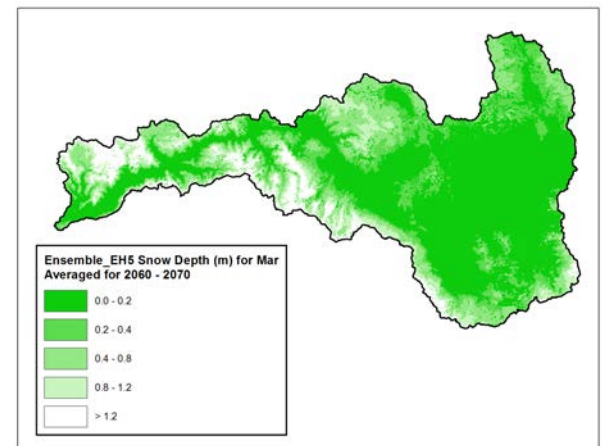 Ensemble_EH5 Snow Depth (m) for Mar
Averaged for 2060 - 2070
0.0 - 0.2
0.2 - 0.4
0.4 - 0.8
0.8 - 1.2
> 1.2